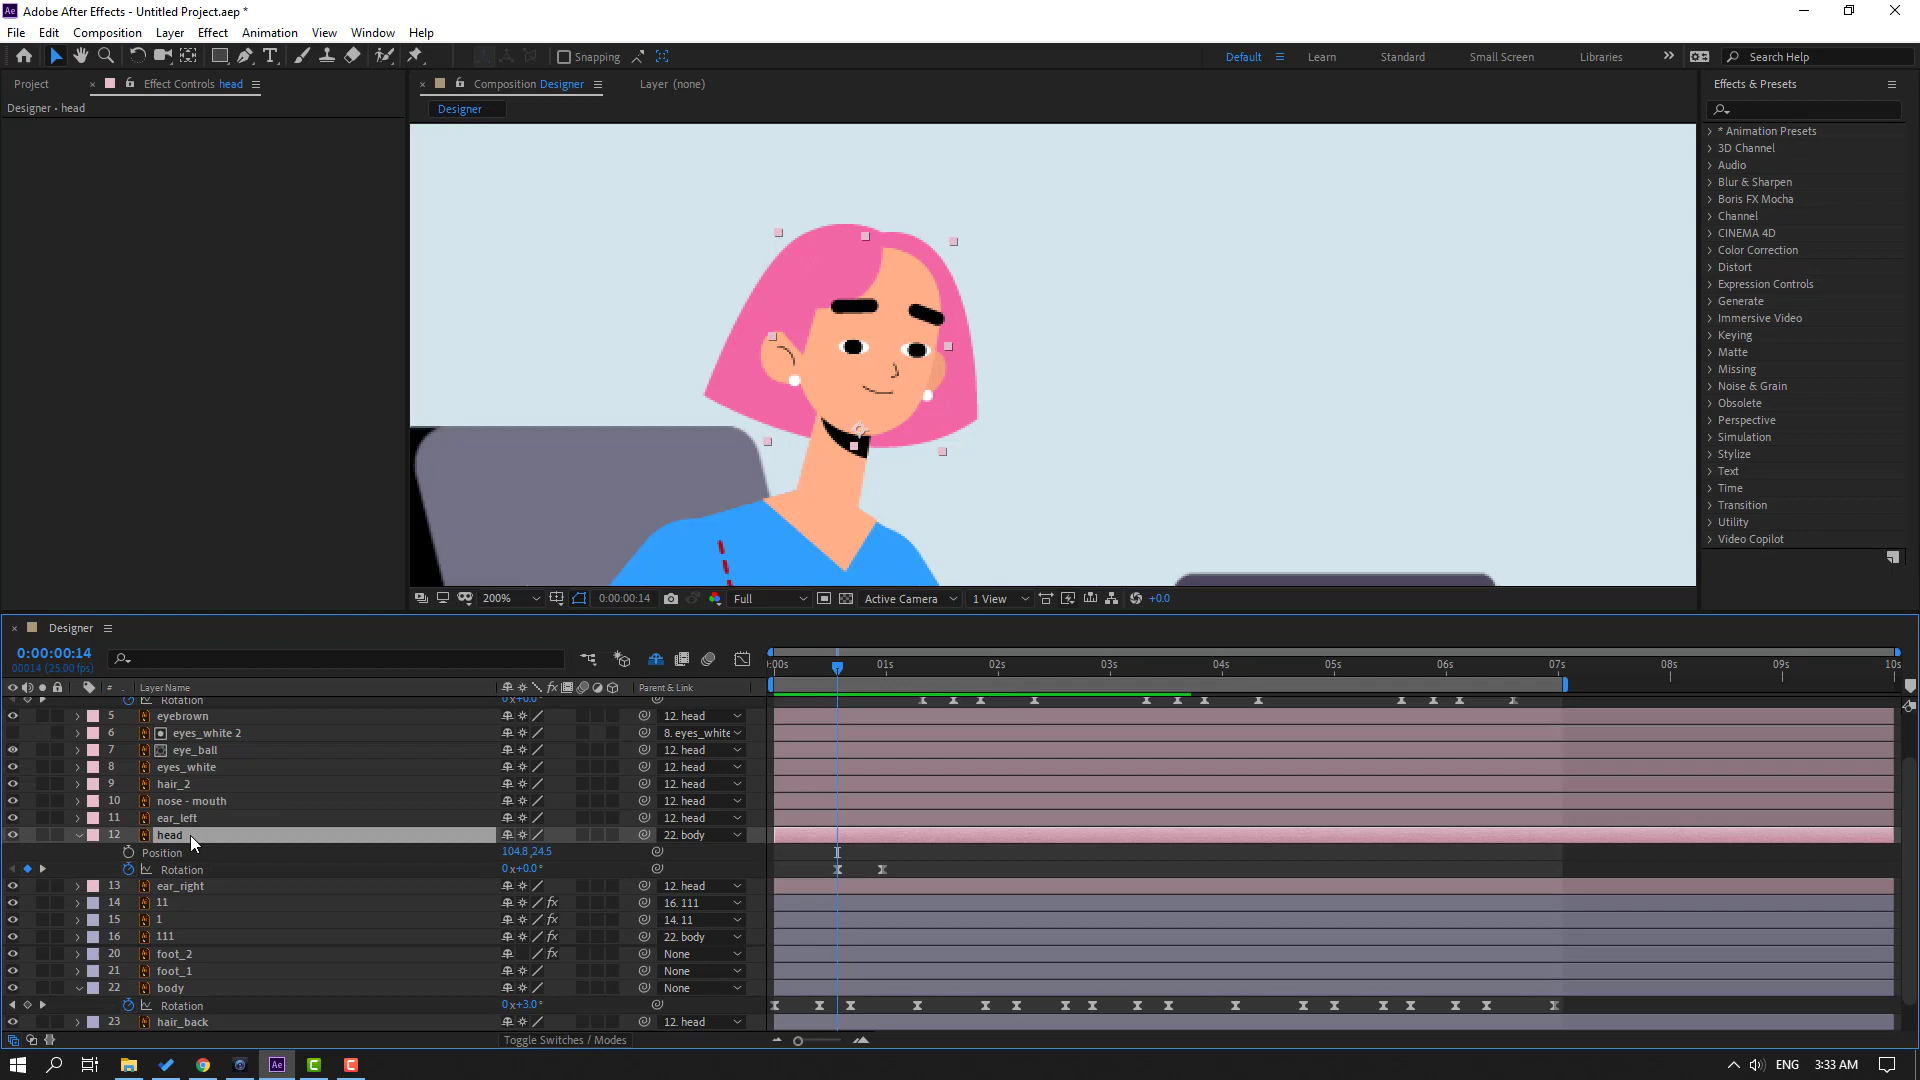 Adobe After Effects - Untitled Project.aep *
File Edit Composition Layer Effect Animation View Window Help
Snapping
Default Learn Standard Small Screen Libraries Search Help
Project Effect Controls head
Composition Designer
Layer (none)
Effects & Presets
Designer • head
Designer
* Animation Presets
3D Channel
Audio
Blur & Sharpen
Boris FX Mocha
Channel
CINEMA 4D
Color Correction
Distort
Expression Controls
Generate
Immersive Video
Keying
Matte
Missing
Noise & Grain
Obsolete
Perspective
Simulation
Stylize
Text
Time
Transition
Utility
Video Copilot
200% 0:00:00:14 Full Active Camera 1 View +0.0
Designer
0:00:00:14
00014 (25.00 fps)
:00s 01s 02s 03s 04s 05s 06s 07s 08s 09s 10s
# Layer Name Parent & Link
Rotation 0x+0.0°
5 eyebrown 12. head
6 eyes_white 2 8. eyes_white
7 eye_ball 12. head
8 eyes_white 12. head
9 hair_2 12. head
10 nose - mouth 12. head
11 ear_left 12. head
12 head 22. body
Position 104.8,24.5
Rotation 0x+0.0°
13 ear_right 12. head
14 11 16. 111
15 1 14. 11
16 111 22. body
20 foot_2 None
21 foot_1 None
22 body None
Rotation 0x+3.0°
23 hair_back 12. head
Toggle Switches / Modes
Ae
ENG 3:33 AM